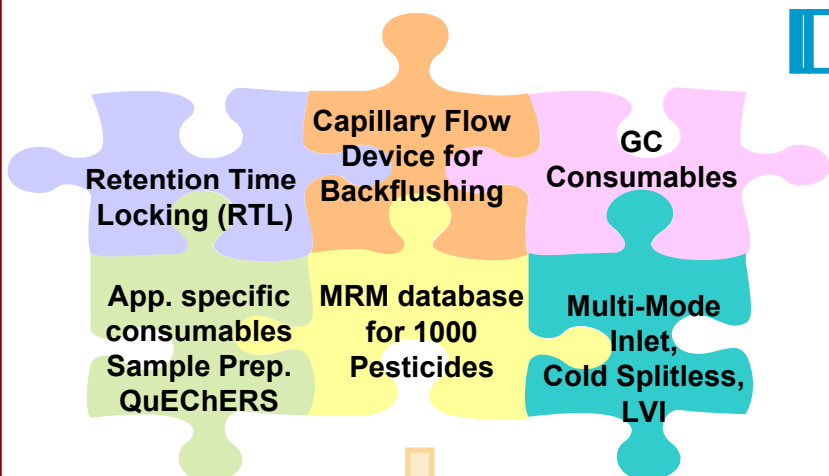 Retention Time
Locking (RTL)
Capillary Flow
Device for
Backflushing
GC
Consumables
App. specific
consumables
Sample Prep.
QuEChERS
MRM database
for 1000
Pesticides
Multi-Mode
Inlet,
Cold Splitless,
LVI